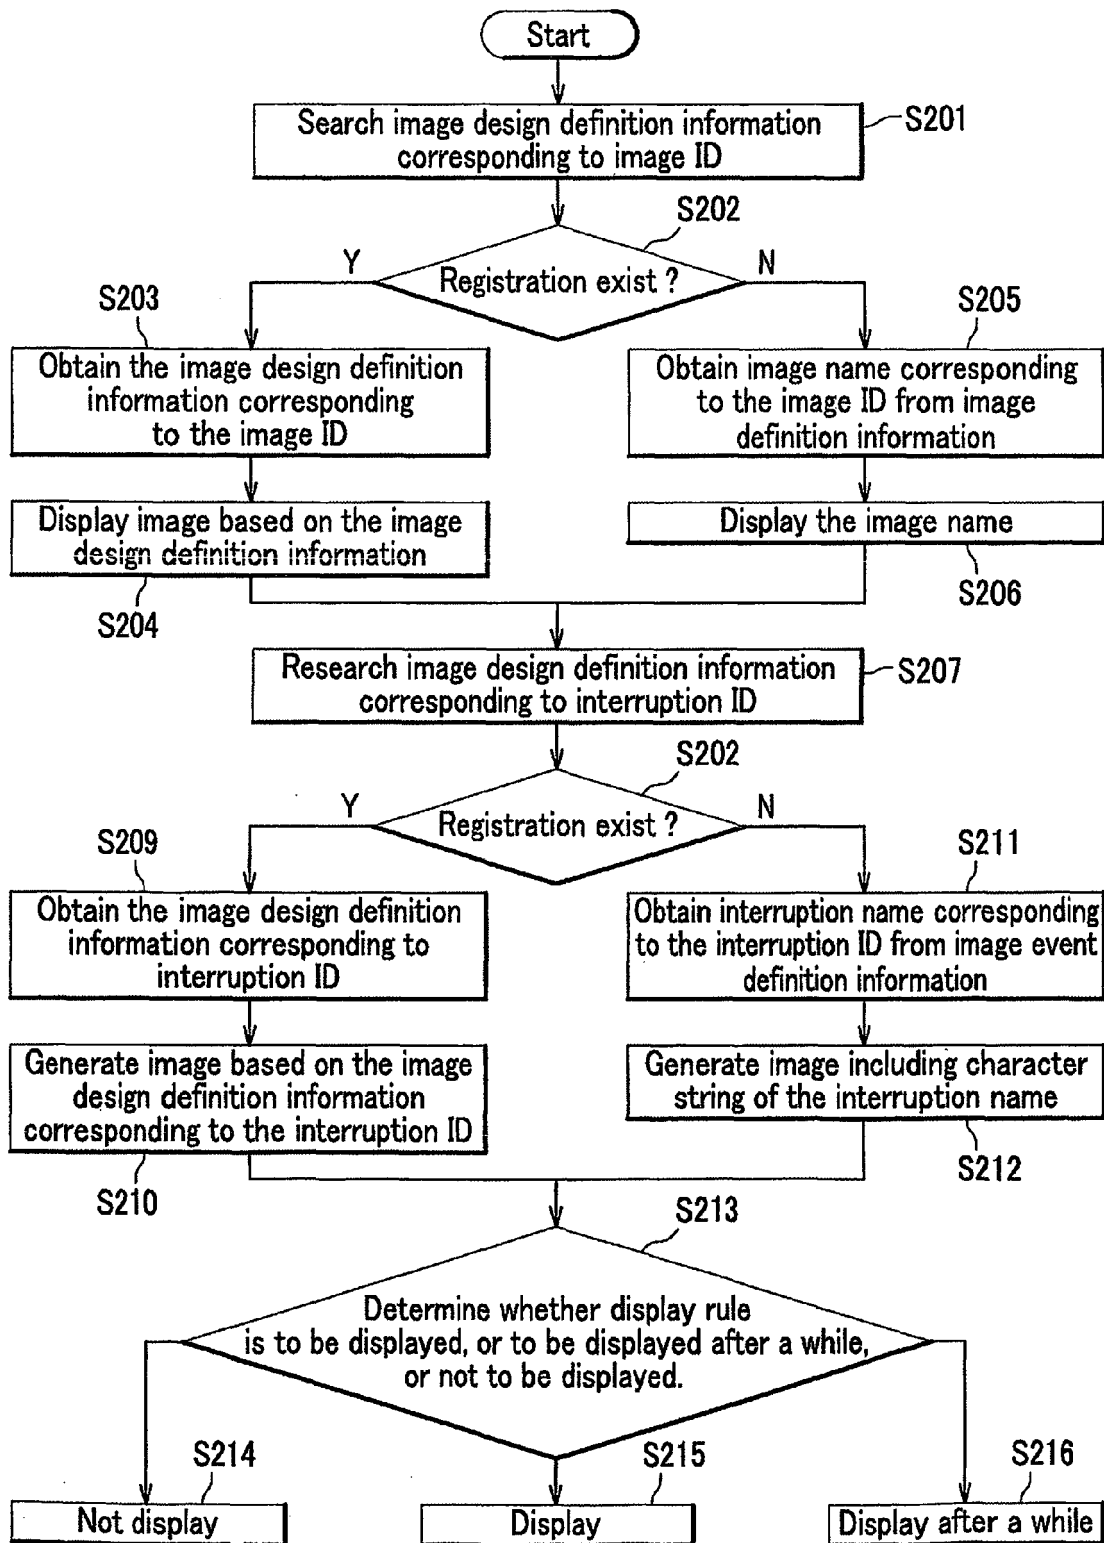 Start
Search image design definition information
corresponding to image ID
S201
S202
Registration exist ?
Y
N
S203
S205
Obtain the image design definition
information corresponding
to the image ID
Obtain image name corresponding
to the image ID from image
definition information
Display image based on the image
design definition information
Display the image name
S204
S206
Research image design definition information
corresponding to interruption ID
S207
S202
Registration exist ?
Y
N
S209
S211
Obtain the image design definition
information corresponding to
interruption ID
Obtain interruption name corresponding
to the interruption ID from image event
definition information
Generate image based on the image
design definition information
corresponding to the interruption ID
Generate image including character
string of the interruption name
S210
S212
S213
Determine whether display rule
is to be displayed, or to be displayed after a while,
or not to be displayed.
S214
S215
S216
Not display
Display
Display after a while